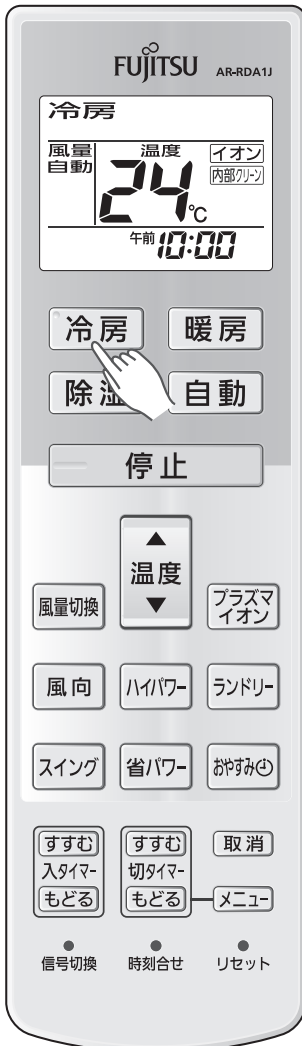 FUJITSU AR-RDA1J
冷房
風量 温度 イオン
自動 24℃ 内部クリーン
午前 10:00
冷房 暖房
除湿 自動
停止
▲
温度
▼
風量切換 プラズマ
イオン
風向 ハイパワー ランドリー
スイング 省パワー おやすみ
すすむ すすむ 取消
入タイマー 切タイマー
もどる もどる メニュー
信号切換 時刻合せ リセット